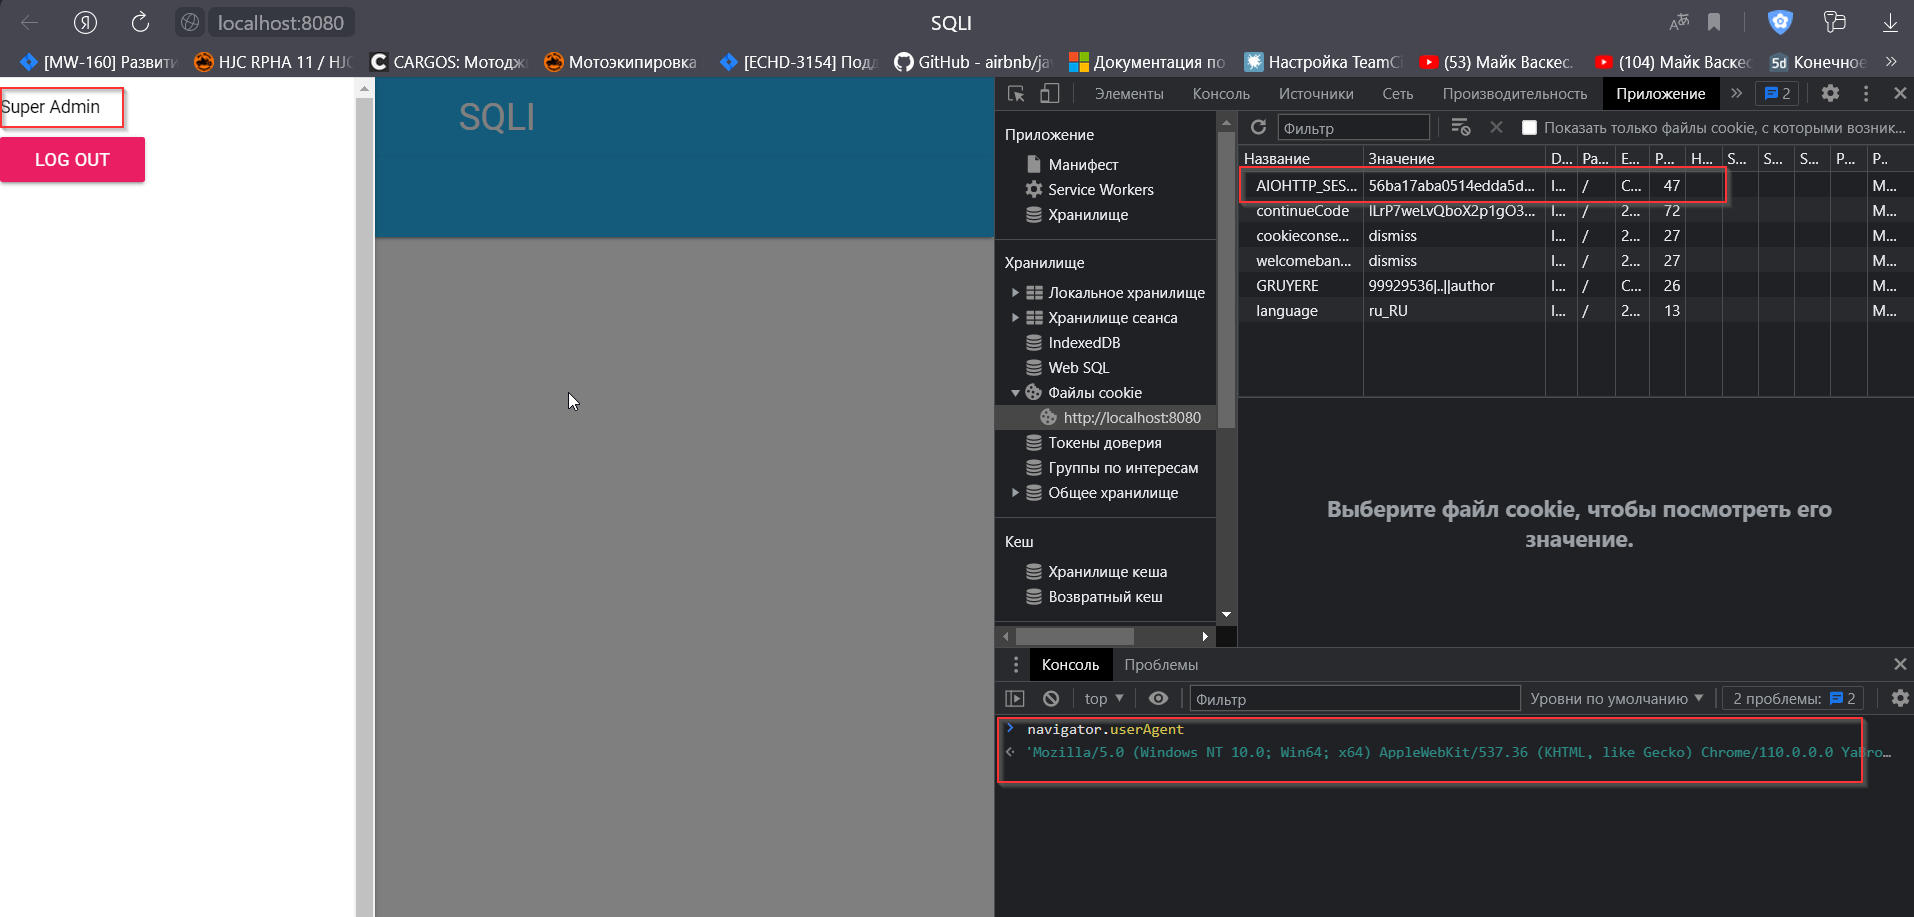 Я localhost:8080 SQLI
[MW-160] Развити HJC RPHA 11 / HJC CARGOS: Мотодж Мотоэкипировка [ECHD-3154] Подд GitHub - airbnb/ja Документация по Настройка TeamCi (53) Майк Васкес. (104) Майк Васкес 5d Конечное »
Super Admin
LOG OUT
SQLI
Элементы Консоль Источники Сеть Производительность Приложение » 2
Приложение
Манифест
Service Workers
Хранилище
Хранилище
Локальное хранилище
Хранилище сеанса
IndexedDB
Web SQL
Файлы cookie
http://localhost:8080
Токены доверия
Группы по интересам
Общее хранилище
Кеш
Хранилище кеша
Возвратный кеш
Фильтр Показать только файлы cookie, с которыми возник...
Название Значение D... Pa... E... P... H... S... S... S... P... P..
AIOHTTP_SES... 56ba17aba0514edda5d... l... / C... 47 M...
continueCode lLrP7weLvQboX2p1gO3... l... / 2... 72 M...
cookieconse... dismiss l... / 2... 27 M...
welcomeban... dismiss l... / 2... 27 M...
GRUYERE 99929536|..||author l... / C... 26 M...
language ru_RU l... / 2... 13 M...
Выберите файл cookie, чтобы посмотреть его
значение.
Консоль Проблемы
top Фильтр Уровни по умолчанию 2 проблемы: 2
navigator.userAgent
'Mozilla/5.0 (Windows NT 10.0; Win64; x64) AppleWebKit/537.36 (KHTML, like Gecko) Chrome/110.0.0.0 YaBro…